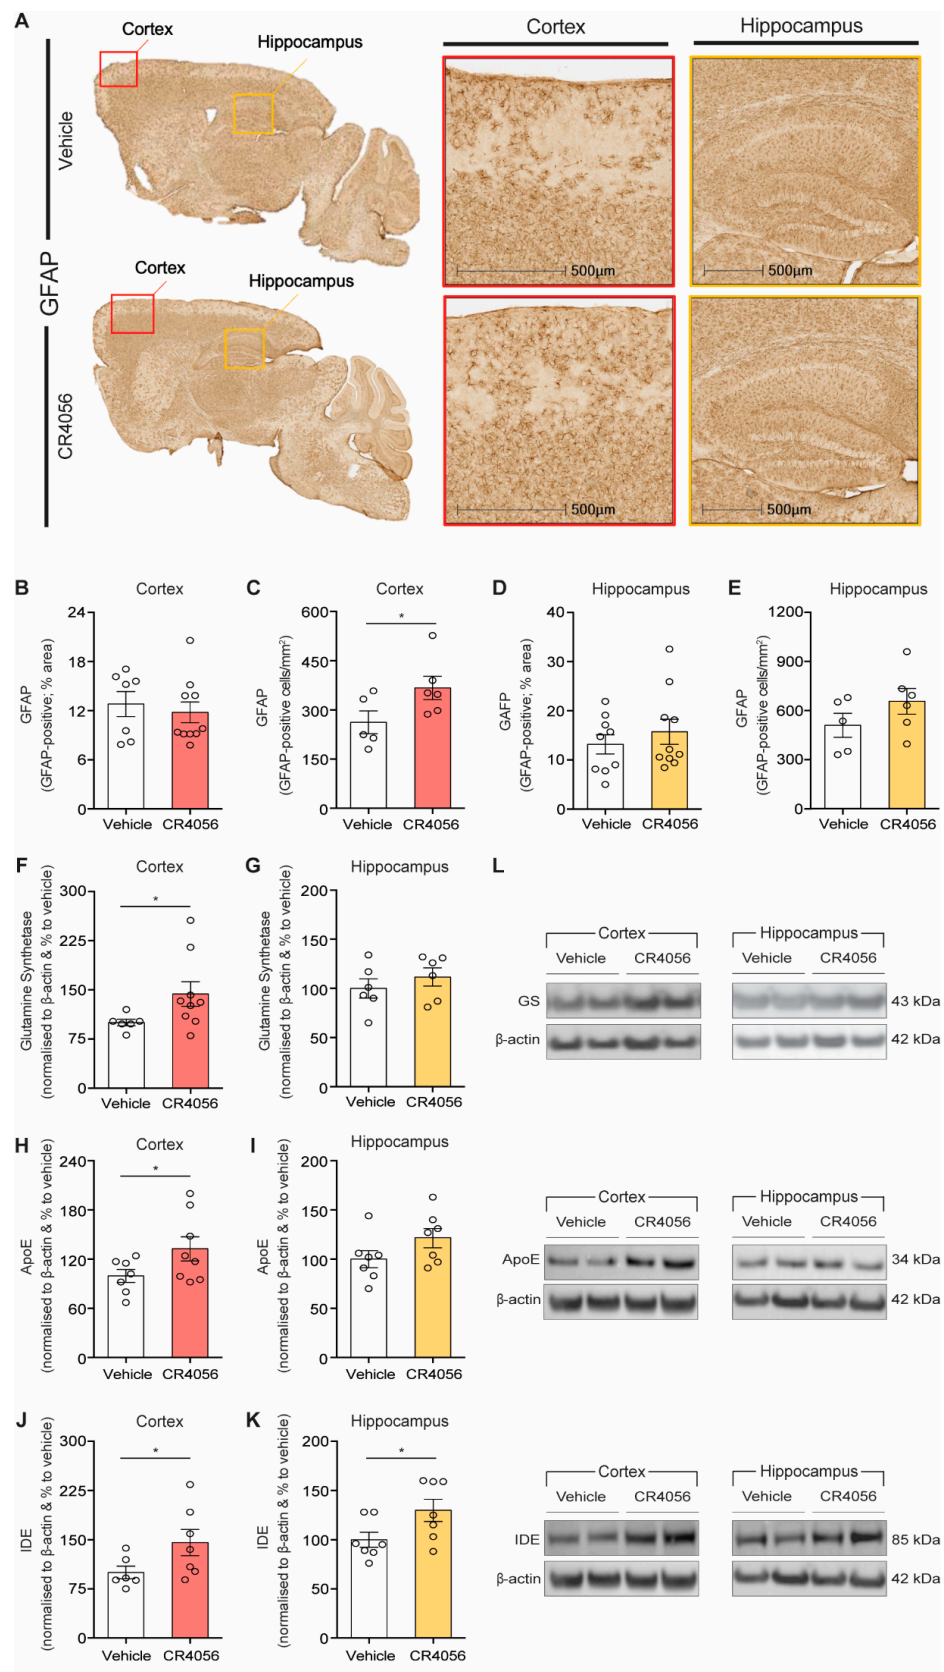 A
Cortex
Hippocampus
Cortex
Hippocampus
Vehicle
500µm
500µm
GFAP
Cortex
Hippocampus
CR4056
500µm
500µm
B
Cortex
GFAP
(GFAP-positive; % area)
24
18
12
6
0
Vehicle CR4056
C
Cortex
GFAP
(GFAP-positive cells/mm²)
600
450
300
150
0
*
Vehicle CR4056
D
Hippocampus
GAFP
(GFAP-positive; % area)
40
30
20
10
0
Vehicle CR4056
E
Hippocampus
GFAP
(GFAP-positive cells/mm²)
1200
900
600
300
0
Vehicle CR4056
F
Cortex
Glutamine Synthetase
(normalised to β-actin & % to vehicle)
300
225
150
75
0
*
Vehicle CR4056
G
Hippocampus
Glutamine Synthetase
(normalised to β-actin & % to vehicle)
200
150
100
50
0
Vehicle CR4056
L
Cortex
Hippocampus
Vehicle CR4056
Vehicle CR4056
GS
43 kDa
β-actin
42 kDa
H
Cortex
ApoE
(normalised to β-actin & % to vehicle)
240
180
120
60
0
*
Vehicle CR4056
I
Hippocampus
ApoE
(normalised to β-actin & % to vehicle)
200
150
100
50
0
Vehicle CR4056
Cortex
Hippocampus
Vehicle CR4056
Vehicle CR4056
ApoE
34 kDa
β-actin
42 kDa
J
Cortex
IDE
(normalised to β-actin & % to vehicle)
300
225
150
75
0
*
Vehicle CR4056
K
Hippocampus
IDE
(normalised to β-actin & % to vehicle)
200
150
100
50
0
*
Vehicle CR4056
Cortex
Hippocampus
Vehicle CR4056
Vehicle CR4056
IDE
85 kDa
β-actin
42 kDa